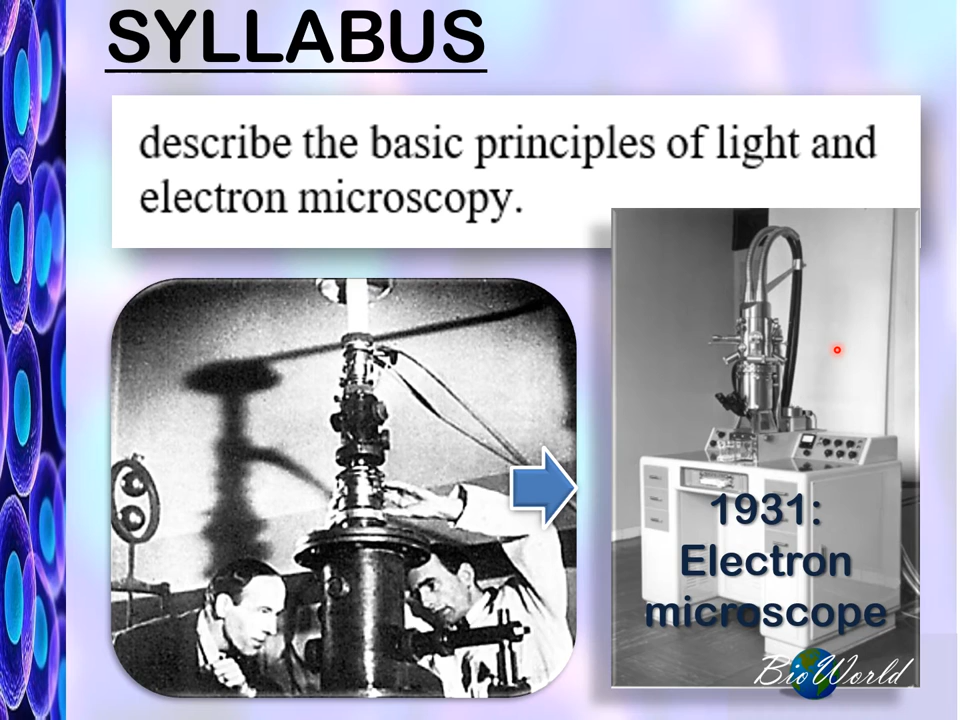 SYLLABUS
describe the basic principles of light and
electron microscopy.
1931:
Electron
microscope
BioWorld